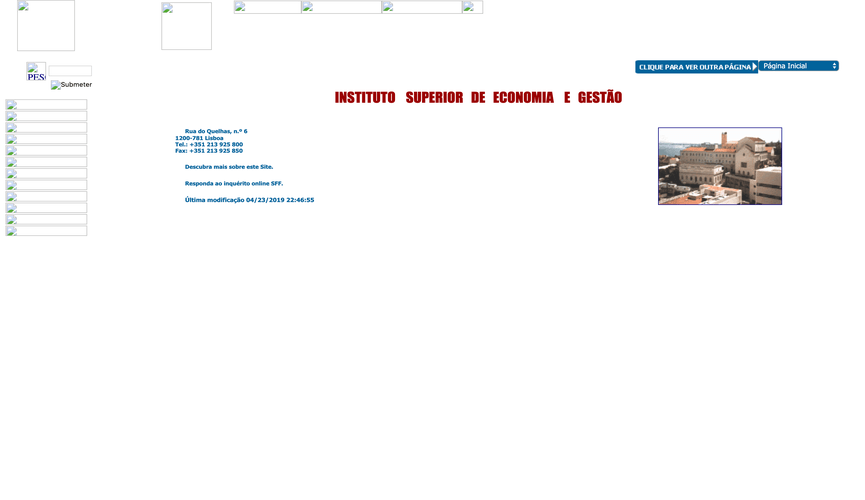 PES
Submeter
CLIQUE PARA VER OUTRA PÁGINA
Página Inicial
INSTITUTO SUPERIOR DE ECONOMIA E GESTÃO
Rua do Quelhas, n.º 6
1200-781 Lisboa
Tel.: +351 213 925 800
Fax: +351 213 925 850
Descubra mais sobre este Site.
Responda ao inquérito online SFF.
Última modificação 04/23/2019 22:46:55